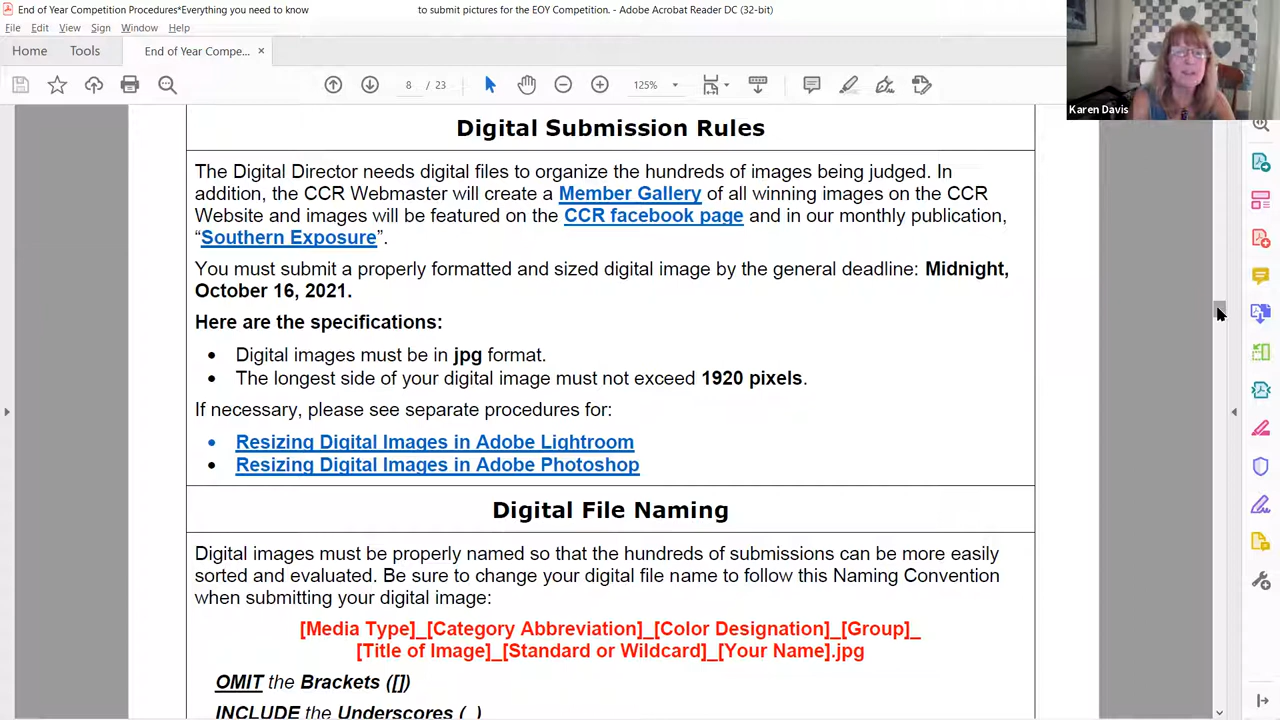 End of Year Competition Procedures*Everything you need to know to submit pictures for the EOY Competition. - Adobe Acrobat Reader DC (32-bit)
File Edit View Sign Window Help
Home Tools End of Year Compe... ×
8 / 23 125%
Karen Davis
Digital Submission Rules
The Digital Director needs digital files to organize the hundreds of images being judged. In
addition, the CCR Webmaster will create a Member Gallery of all winning images on the CCR
Website and images will be featured on the CCR facebook page and in our monthly publication,
“Southern Exposure”.
You must submit a properly formatted and sized digital image by the general deadline: Midnight,
October 16, 2021.
Here are the specifications:
• Digital images must be in jpg format.
• The longest side of your digital image must not exceed 1920 pixels.
If necessary, please see separate procedures for:
• Resizing Digital Images in Adobe Lightroom
• Resizing Digital Images in Adobe Photoshop
Digital File Naming
Digital images must be properly named so that the hundreds of submissions can be more easily
sorted and evaluated. Be sure to change your digital file name to follow this Naming Convention
when submitting your digital image:
[Media Type]_[Category Abbreviation]_[Color Designation]_[Group]_
[Title of Image]_[Standard or Wildcard]_[Your Name].jpg
OMIT the Brackets ([])
INCLUDE the Underscores (_)